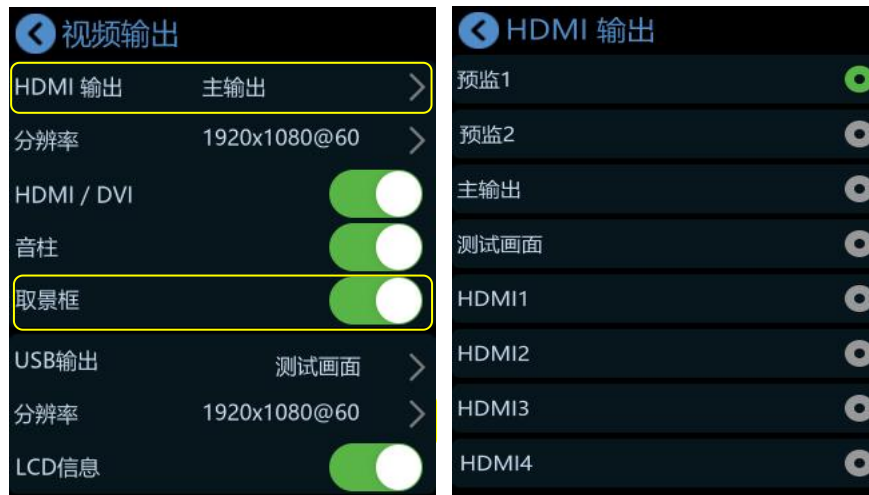 视频输出
HDMI 输出 主输出
分辨率 1920x1080@60
HDMI / DVI
音柱
取景框
USB输出 测试画面
分辨率 1920x1080@60
LCD信息
HDMI 输出
预监1
预监2
主输出
测试画面
HDMI1
HDMI2
HDMI3
HDMI4